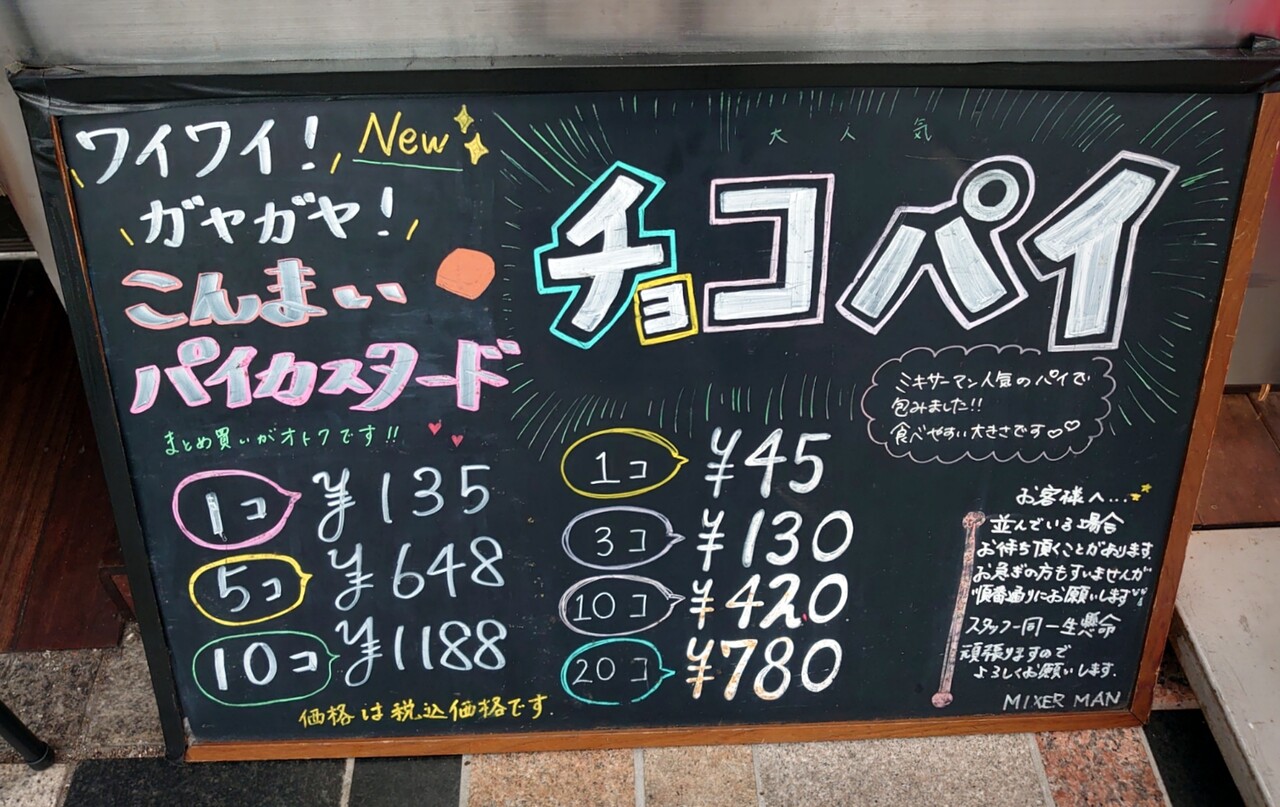 ワイワイ! New
ガヤガヤ!
こんまい
パイカスタード
まとめ買いがオトクです!!
1コ ¥135
5コ ¥648
10コ ¥1188
価格は税込価格です.
大人気
チョコパイ
ミキサーマン人気のパイで
包みました!!
食べやすい大きさです♡♡
1コ ¥45
3コ ¥130
10コ ¥420
20コ ¥780
お客様へ...
並んでいる場合
お待ち頂くことがあります
お急ぎの方もすいませんが
順番通りにお願いします
スタッフ一同一生懸命
頑張りますので
よろしくお願いします.
MIXER MAN